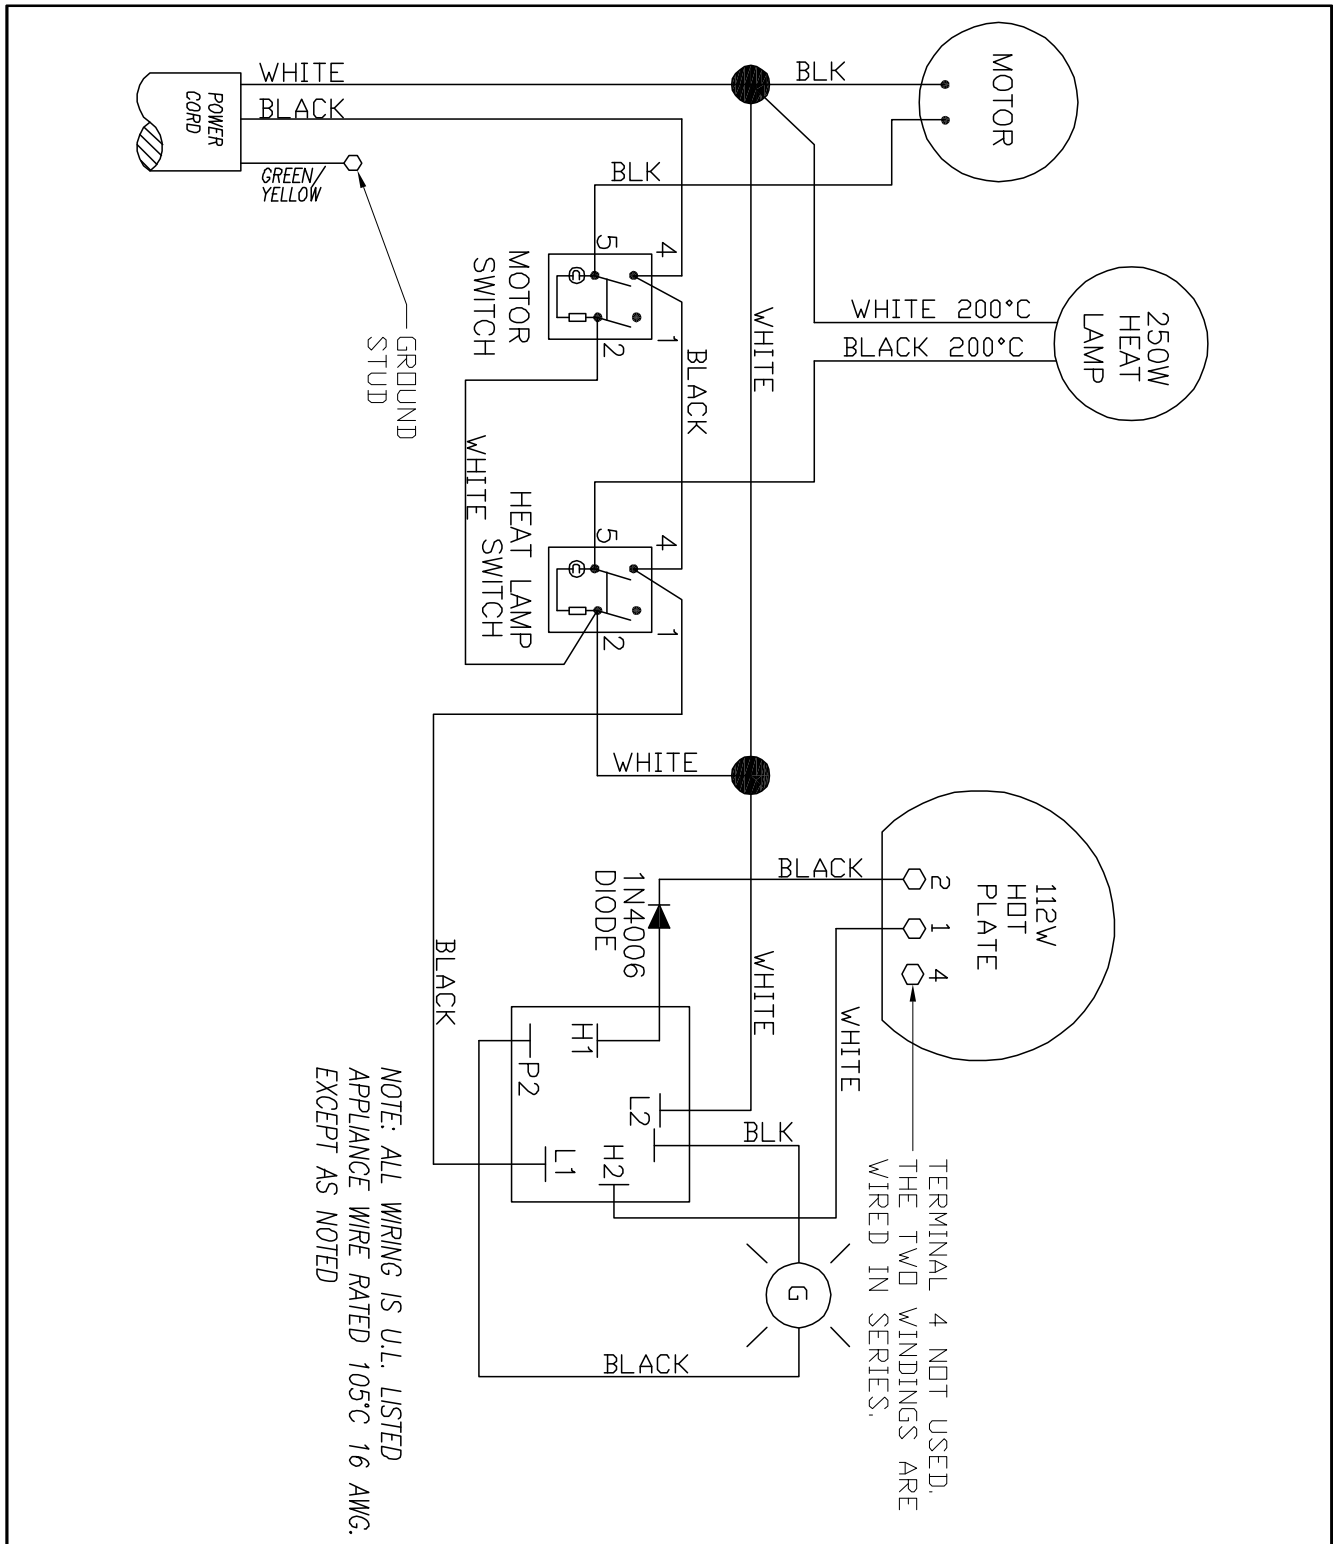 WHITE
BLACK
POWER
CORD
GREEN/
YELLOW
GROUND
STUD
BLK
MOTOR
BLK
WHITE 200°C
BLACK 200°C
250W
HEAT
LAMP
5
4
1
2
MOTOR
SWITCH
BLACK
WHITE
WHITE
5
4
1
2
HEAT LAMP
SWITCH
WHITE
BLACK
BLACK
1N4006
DIODE
2
1
4
112W
HOT
PLATE
WHITE
WHITE
H1
P2
L2
H2
L1
BLK
G
BLACK
TERMINAL 4 NOT USED.
THE TWO WINDINGS ARE
WIRED IN SERIES.
NOTE: ALL WIRING IS U.L. LISTED
APPLIANCE WIRE RATED 105°C 16 AWG.
EXCEPT AS NOTED